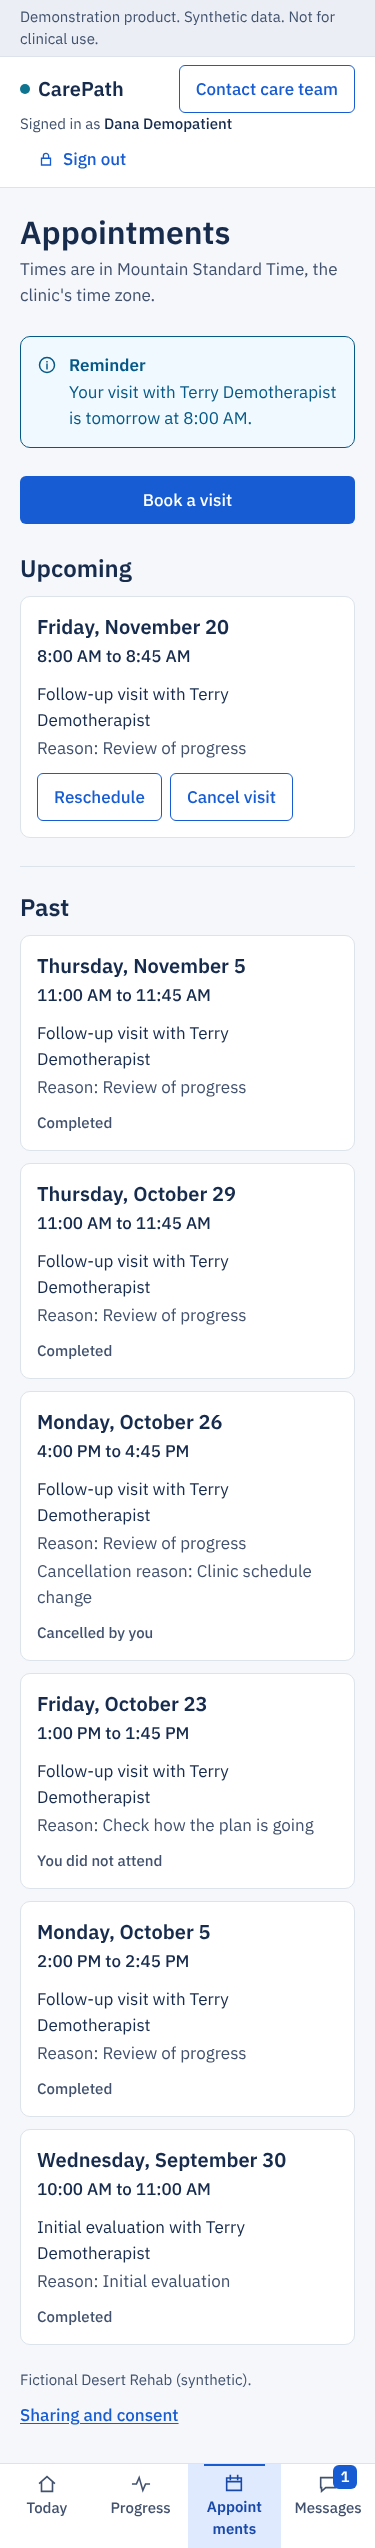 Demonstration product. Synthetic data. Not for
clinical use.
CarePath
Contact care team
Signed in as Dana Demopatient
Sign out
Appointments
Times are in Mountain Standard Time, the
clinic's time zone.
Reminder
Your visit with Terry Demotherapist
is tomorrow at 8:00 AM.
Book a visit
Upcoming
Friday, November 20
8:00 AM to 8:45 AM
Follow-up visit with Terry
Demotherapist
Reason: Review of progress
Reschedule
Cancel visit
Past
Thursday, November 5
11:00 AM to 11:45 AM
Follow-up visit with Terry
Demotherapist
Reason: Review of progress
Completed
Thursday, October 29
11:00 AM to 11:45 AM
Follow-up visit with Terry
Demotherapist
Reason: Review of progress
Completed
Monday, October 26
4:00 PM to 4:45 PM
Follow-up visit with Terry
Demotherapist
Reason: Review of progress
Cancellation reason: Clinic schedule
change
Cancelled by you
Friday, October 23
1:00 PM to 1:45 PM
Follow-up visit with Terry
Demotherapist
Reason: Check how the plan is going
You did not attend
Monday, October 5
2:00 PM to 2:45 PM
Follow-up visit with Terry
Demotherapist
Reason: Review of progress
Completed
Wednesday, September 30
10:00 AM to 11:00 AM
Initial evaluation with Terry
Demotherapist
Reason: Initial evaluation
Completed
Fictional Desert Rehab (synthetic).
Sharing and consent
Today
Progress
Appoint
ments
1
Messages